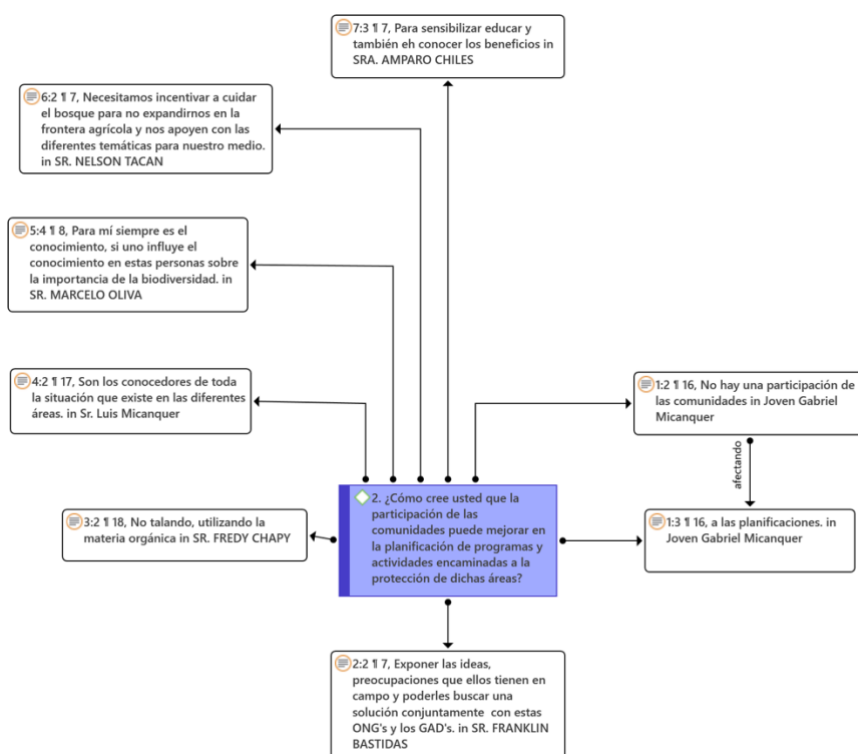 7:3 ¶ 7, Para sensibilizar educar y
también eh conocer los beneficios in
SRA. AMPARO CHILES
6:2 ¶ 7, Necesitamos incentivar a cuidar
el bosque para no expandirnos en la
frontera agrícola y nos apoyen con las
diferentes temáticas para nuestro medio.
in SR. NELSON TACAN
5:4 ¶ 8, Para mí siempre es el
conocimiento, si uno influye el
conocimiento en estas personas sobre
la importancia de la biodiversidad. in
SR. MARCELO OLIVA
4:2 ¶ 17, Son los conocedores de toda
la situación que existe en las diferentes
áreas. in Sr. Luis Micanquer
1:2 ¶ 16, No hay una participación de
las comunidades in Joven Gabriel
Micanquer
afectando
3:2 ¶ 18, No talando, utilizando la
materia orgánica in SR. FREDY CHAPY
2. ¿Cómo cree usted que la
participación de las
comunidades puede mejorar en
la planificación de programas y
actividades encaminadas a la
protección de dichas áreas?
1:3 ¶ 16, a las planificaciones. in
Joven Gabriel Micanquer
2:2 ¶ 7, Exponer las ideas,
preocupaciones que ellos tienen en
campo y poderles buscar una
solución conjuntamente con estas
ONG's y los GAD's. in SR. FRANKLIN
BASTIDAS